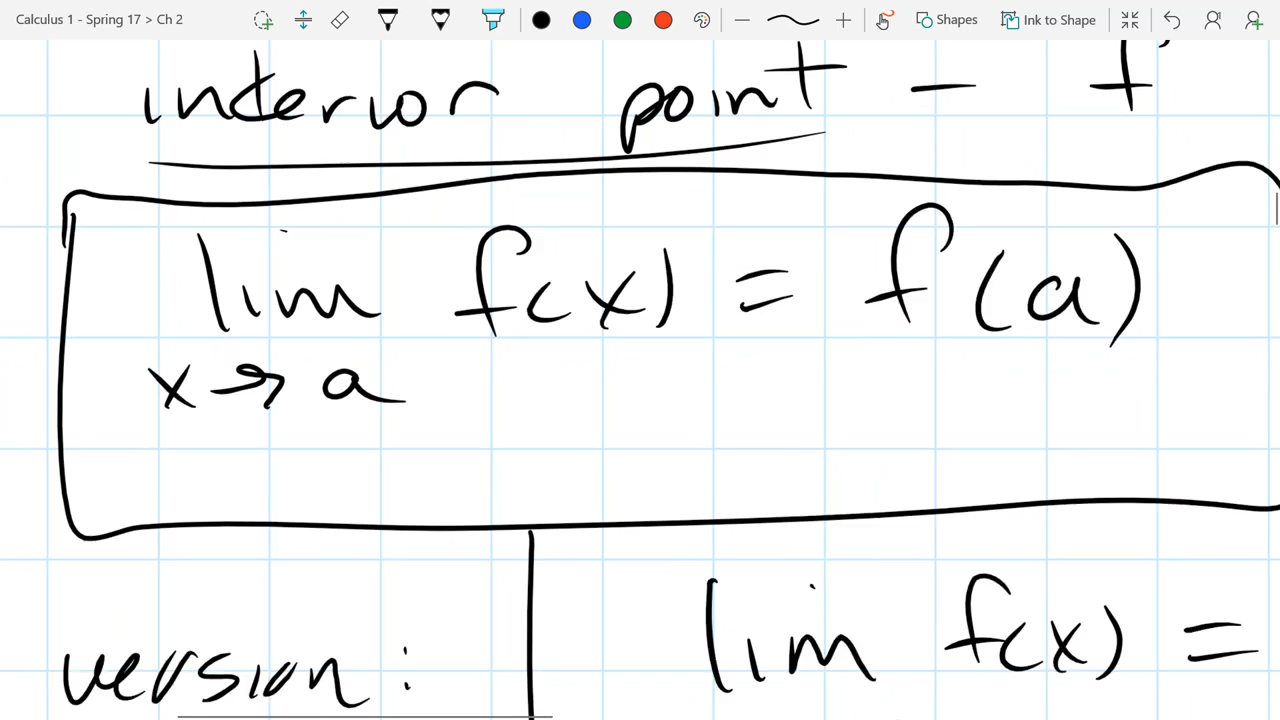 Calculus 1 - Spring 17 > Ch 2
Shapes
Ink to Shape
interior point - f
lim f(x) = f(a)
x → a
version:
lim f(x) =